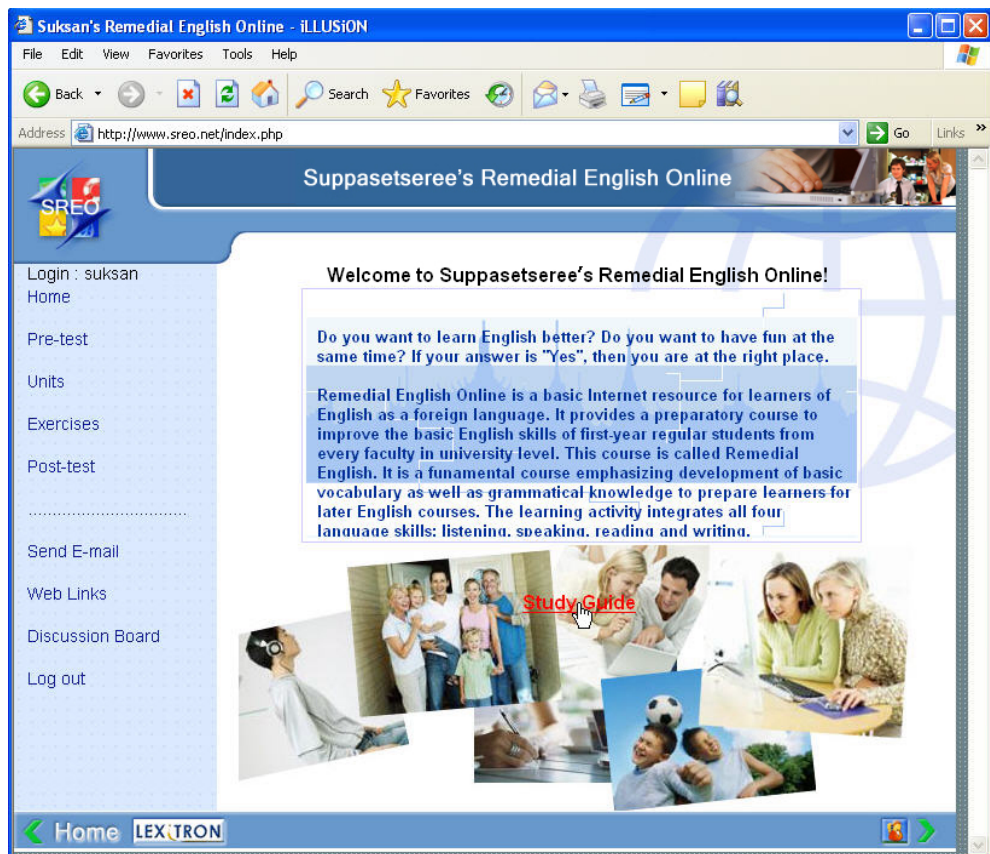 Suksan's Remedial English Online - iLLUSiON
File Edit View Favorites Tools Help
Back Search Favorites
Address http://www.sreo.net/index.php Go Links »
Suppasetseree's Remedial English Online
SREO
Login : suksan
Home
Pre-test
Units
Exercises
Post-test
Send E-mail
Web Links
Discussion Board
Log out
Welcome to Suppasetseree's Remedial English Online!
Do you want to learn English better? Do you want to have fun at the
same time? If your answer is "Yes", then you are at the right place.
Remedial English Online is a basic Internet resource for learners of
English as a foreign language. It provides a preparatory course to
improve the basic English skills of first-year regular students from
every faculty in university level. This course is called Remedial
English. It is a funamental course emphasizing development of basic
vocabulary as well as grammatical knowledge to prepare learners for
later English courses. The learning activity integrates all four
language skills: listening, speaking, reading and writing.
Study Guide
Home LEXiTRON